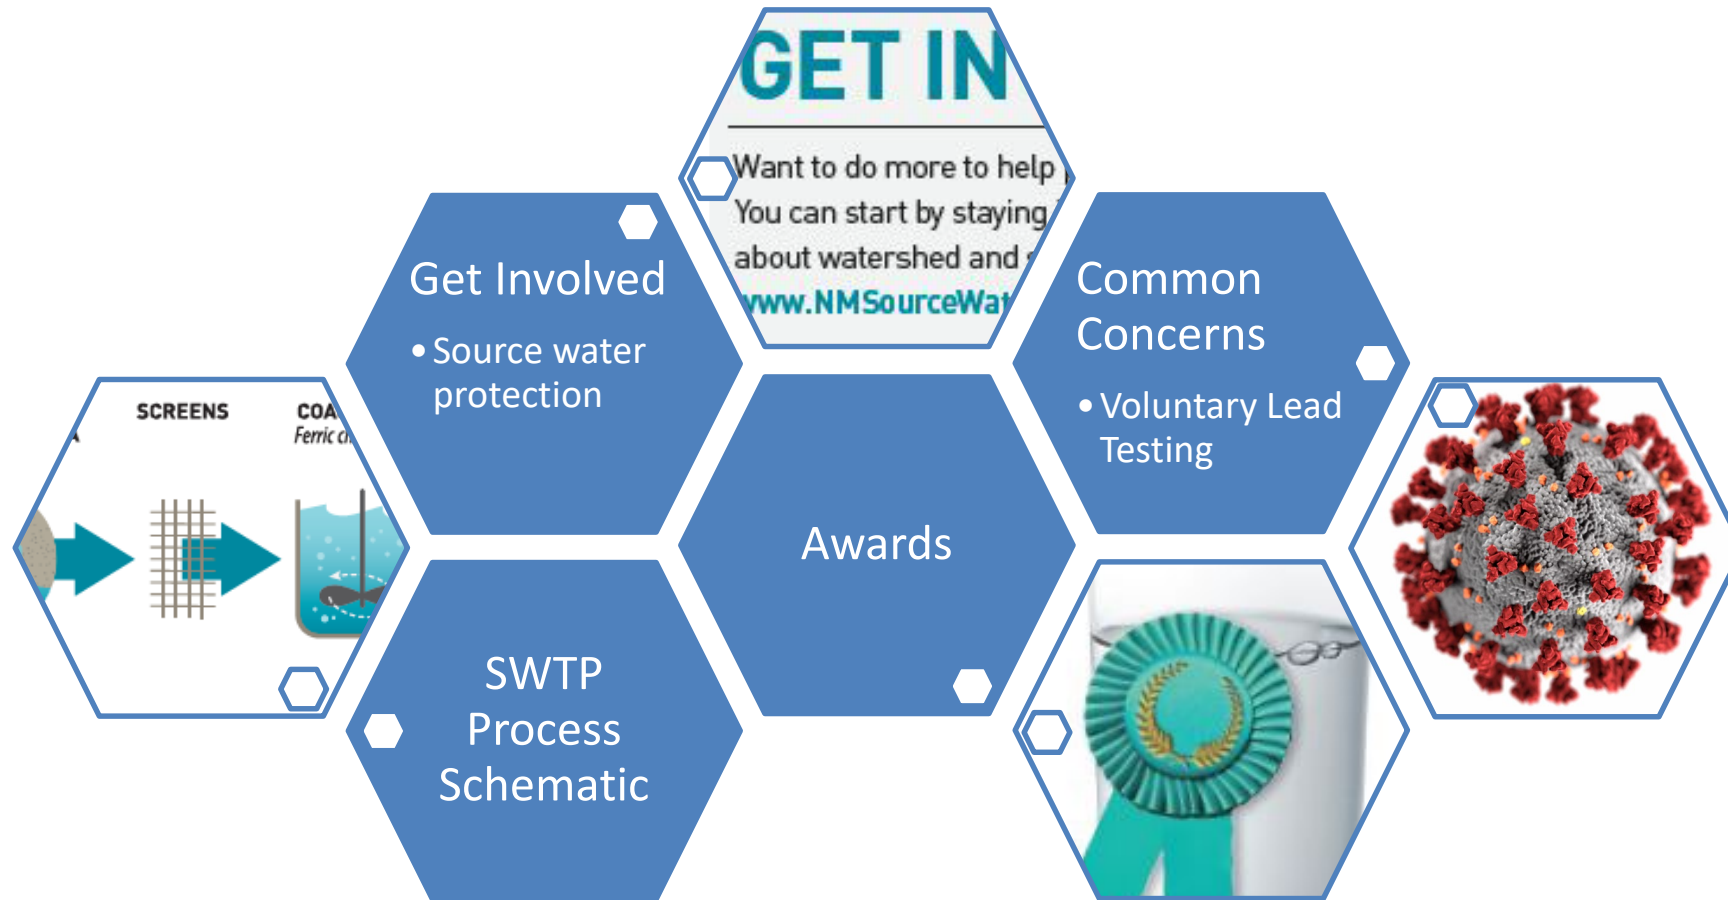 GET IN
Want to do more to help
You can start by staying
about watershed and
www.NMSourceWat
Get Involved
• Source water
protection
Common
Concerns
• Voluntary Lead
Testing
SCREENS
COA
Ferric
Awards
SWTP
Process
Schematic